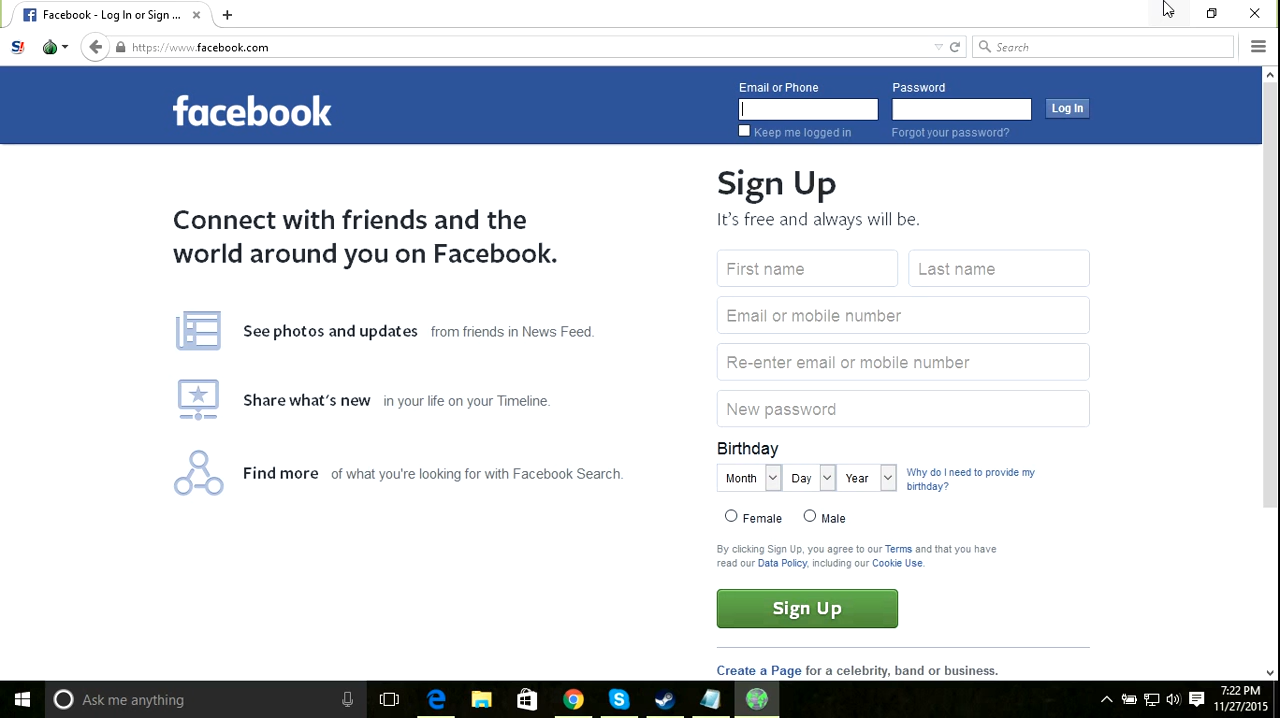 Facebook - Log In or Sign ...
https://www.facebook.com
Search
facebook
Email or Phone
Password
Log In
Keep me logged in
Forgot your password?
Connect with friends and the
world around you on Facebook.
See photos and updates from friends in News Feed.
Share what's new in your life on your Timeline.
Find more of what you're looking for with Facebook Search.
Sign Up
It's free and always will be.
First name
Last name
Email or mobile number
Re-enter email or mobile number
New password
Birthday
Month
Day
Year
Why do I need to provide my
birthday?
Female
Male
By clicking Sign Up, you agree to our Terms and that you have
read our Data Policy, including our Cookie Use.
Sign Up
Create a Page for a celebrity, band or business.
Ask me anything
7:22 PM
11/27/2015